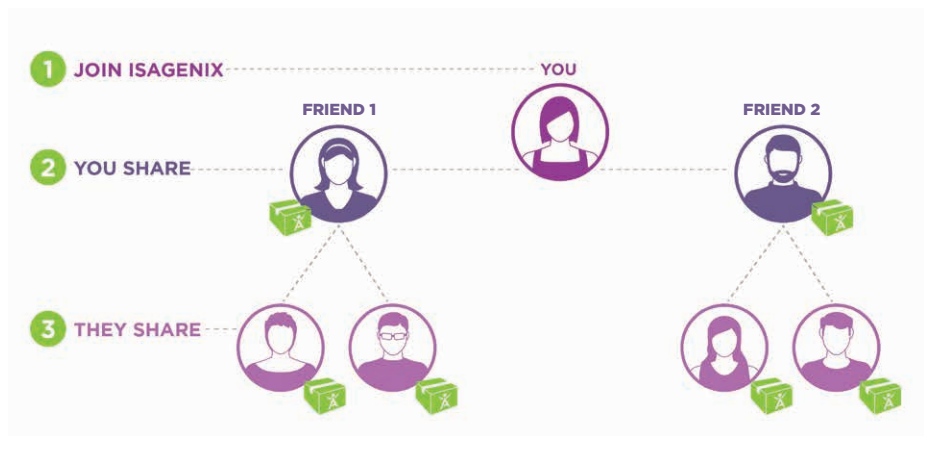 1 JOIN ISAGENIX
YOU
FRIEND 1
FRIEND 2
2 YOU SHARE
3 THEY SHARE